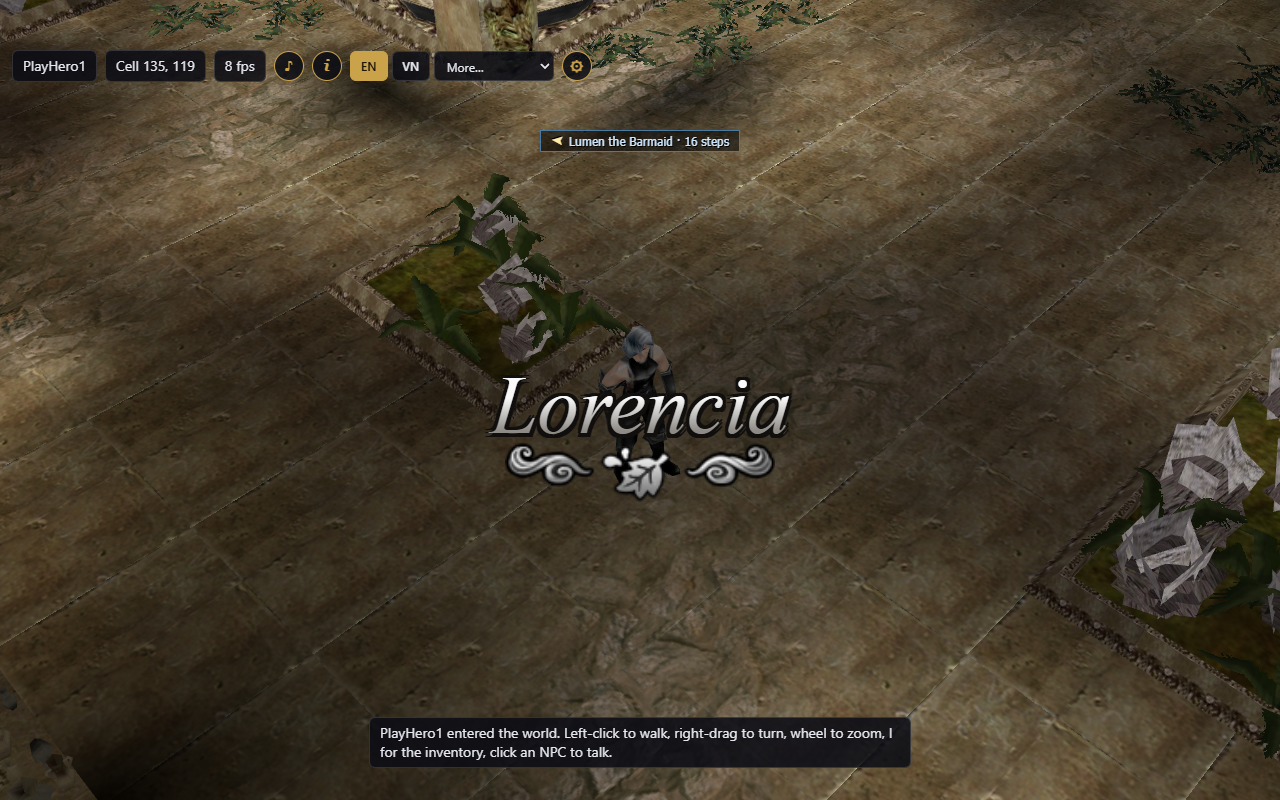 PlayHero1
Cell 135, 119
8 fps
EN
VN
More...
Lumen the Barmaid · 16 steps
Lorencia
PlayHero1 entered the world. Left-click to walk, right-drag to turn, wheel to zoom, I
for the inventory, click an NPC to talk.